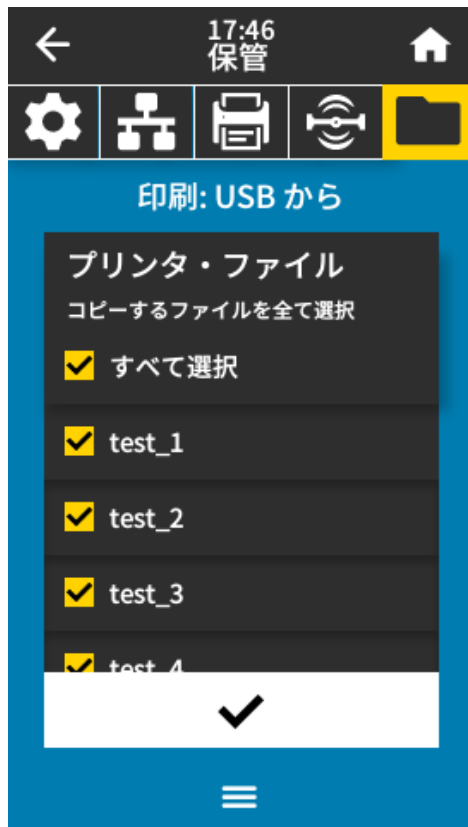 17:46
保管
印刷: USB から
プリンタ・ファイル
コピーするファイルを全て選択
すべて選択
test_1
test_2
test_3
test_4